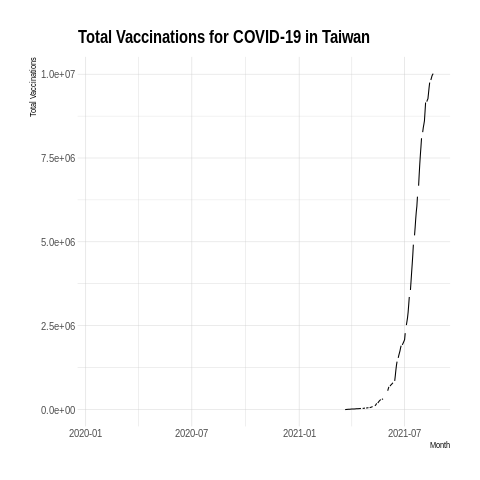 Total Vaccinations for COVID-19 in Taiwan
Total Vaccinations
1.0e+07
7.5e+06
5.0e+06
2.5e+06
0.0e+00
2020-01
2020-07
2021-01
2021-07
Month